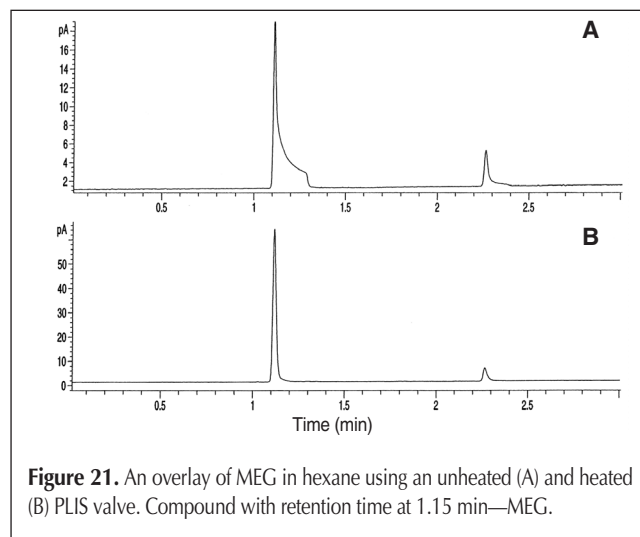 pA
A
16
14
12
10
8
6
4
2
0.5 1 1.5 2 2.5
pA
B
50
40
30
20
10
0
0.5 1 1.5 2 2.5
Time (min)
Figure 21. An overlay of MEG in hexane using an unheated (A) and heated
(B) PLIS valve. Compound with retention time at 1.15 min—MEG.